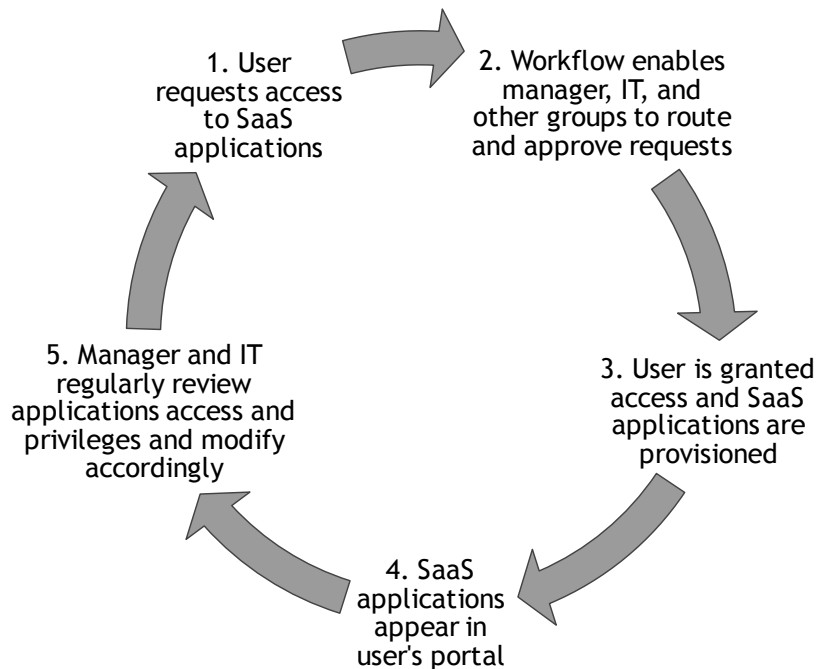 1. User
requests access
to SaaS
applications
2. Workflow enables
manager, IT, and
other groups to route
and approve requests
3. User is granted
access and SaaS
applications are
provisioned
4. SaaS
applications
appear in
user's portal
5. Manager and IT
regularly review
applications access and
privileges and modify
accordingly